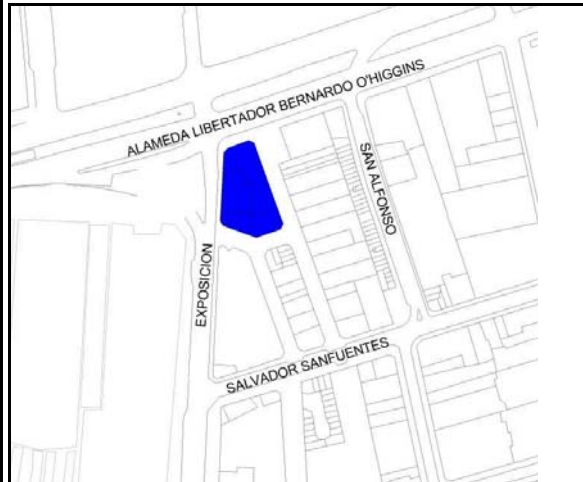 ALAMEDA LIBERTADOR BERNARDO O'HIGGINS
SAN ALFONSO
EXPOSICION
SALVADOR SANFUENTES